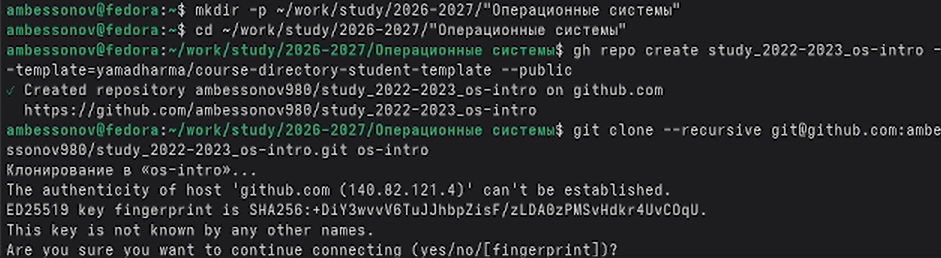 ambessonov@fedora:~$ mkdir -p ~/work/study/2026-2027/"Операционные системы"
ambessonov@fedora:~$ cd ~/work/study/2026-2027/"Операционные системы"
ambessonov@fedora:~/work/study/2026-2027/Операционные системы$ gh repo create study_2022-2023_os-intro -
-template=yamadharma/course-directory-student-template --public
✓ Created repository ambessonov980/study_2022-2023_os-intro on github.com
https://github.com/ambessonov980/study_2022-2023_os-intro
ambessonov@fedora:~/work/study/2026-2027/Операционные системы$ git clone --recursive git@github.com:ambe
ssonov980/study_2022-2023_os-intro.git os-intro
Клонирование в «os-intro»...
The authenticity of host 'github.com (140.82.121.4)' can't be established.
ED25519 key fingerprint is SHA256:+DiY3wvvV6TuJJhbpZisF/zLDA0zPMSvHdkr4UvCOqU.
This key is not known by any other names.
Are you sure you want to continue connecting (yes/no/[fingerprint])?